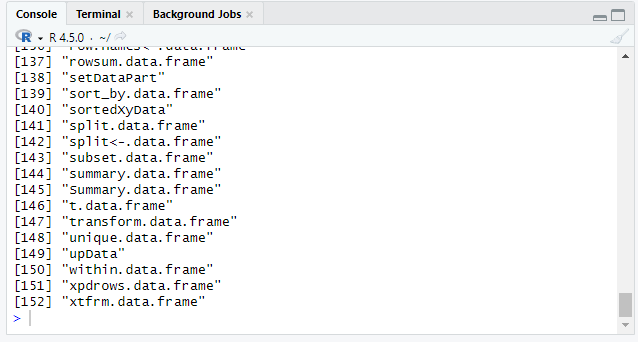 Console Terminal Background Jobs
R 4.5.0 · ~/
[137] "rowsum.data.frame"
[138] "setDataPart"
[139] "sort_by.data.frame"
[140] "sortedXyData"
[141] "split.data.frame"
[142] "split<-.data.frame"
[143] "subset.data.frame"
[144] "summary.data.frame"
[145] "Summary.data.frame"
[146] "t.data.frame"
[147] "transform.data.frame"
[148] "unique.data.frame"
[149] "upData"
[150] "within.data.frame"
[151] "xpdrows.data.frame"
[152] "xtfrm.data.frame"
>